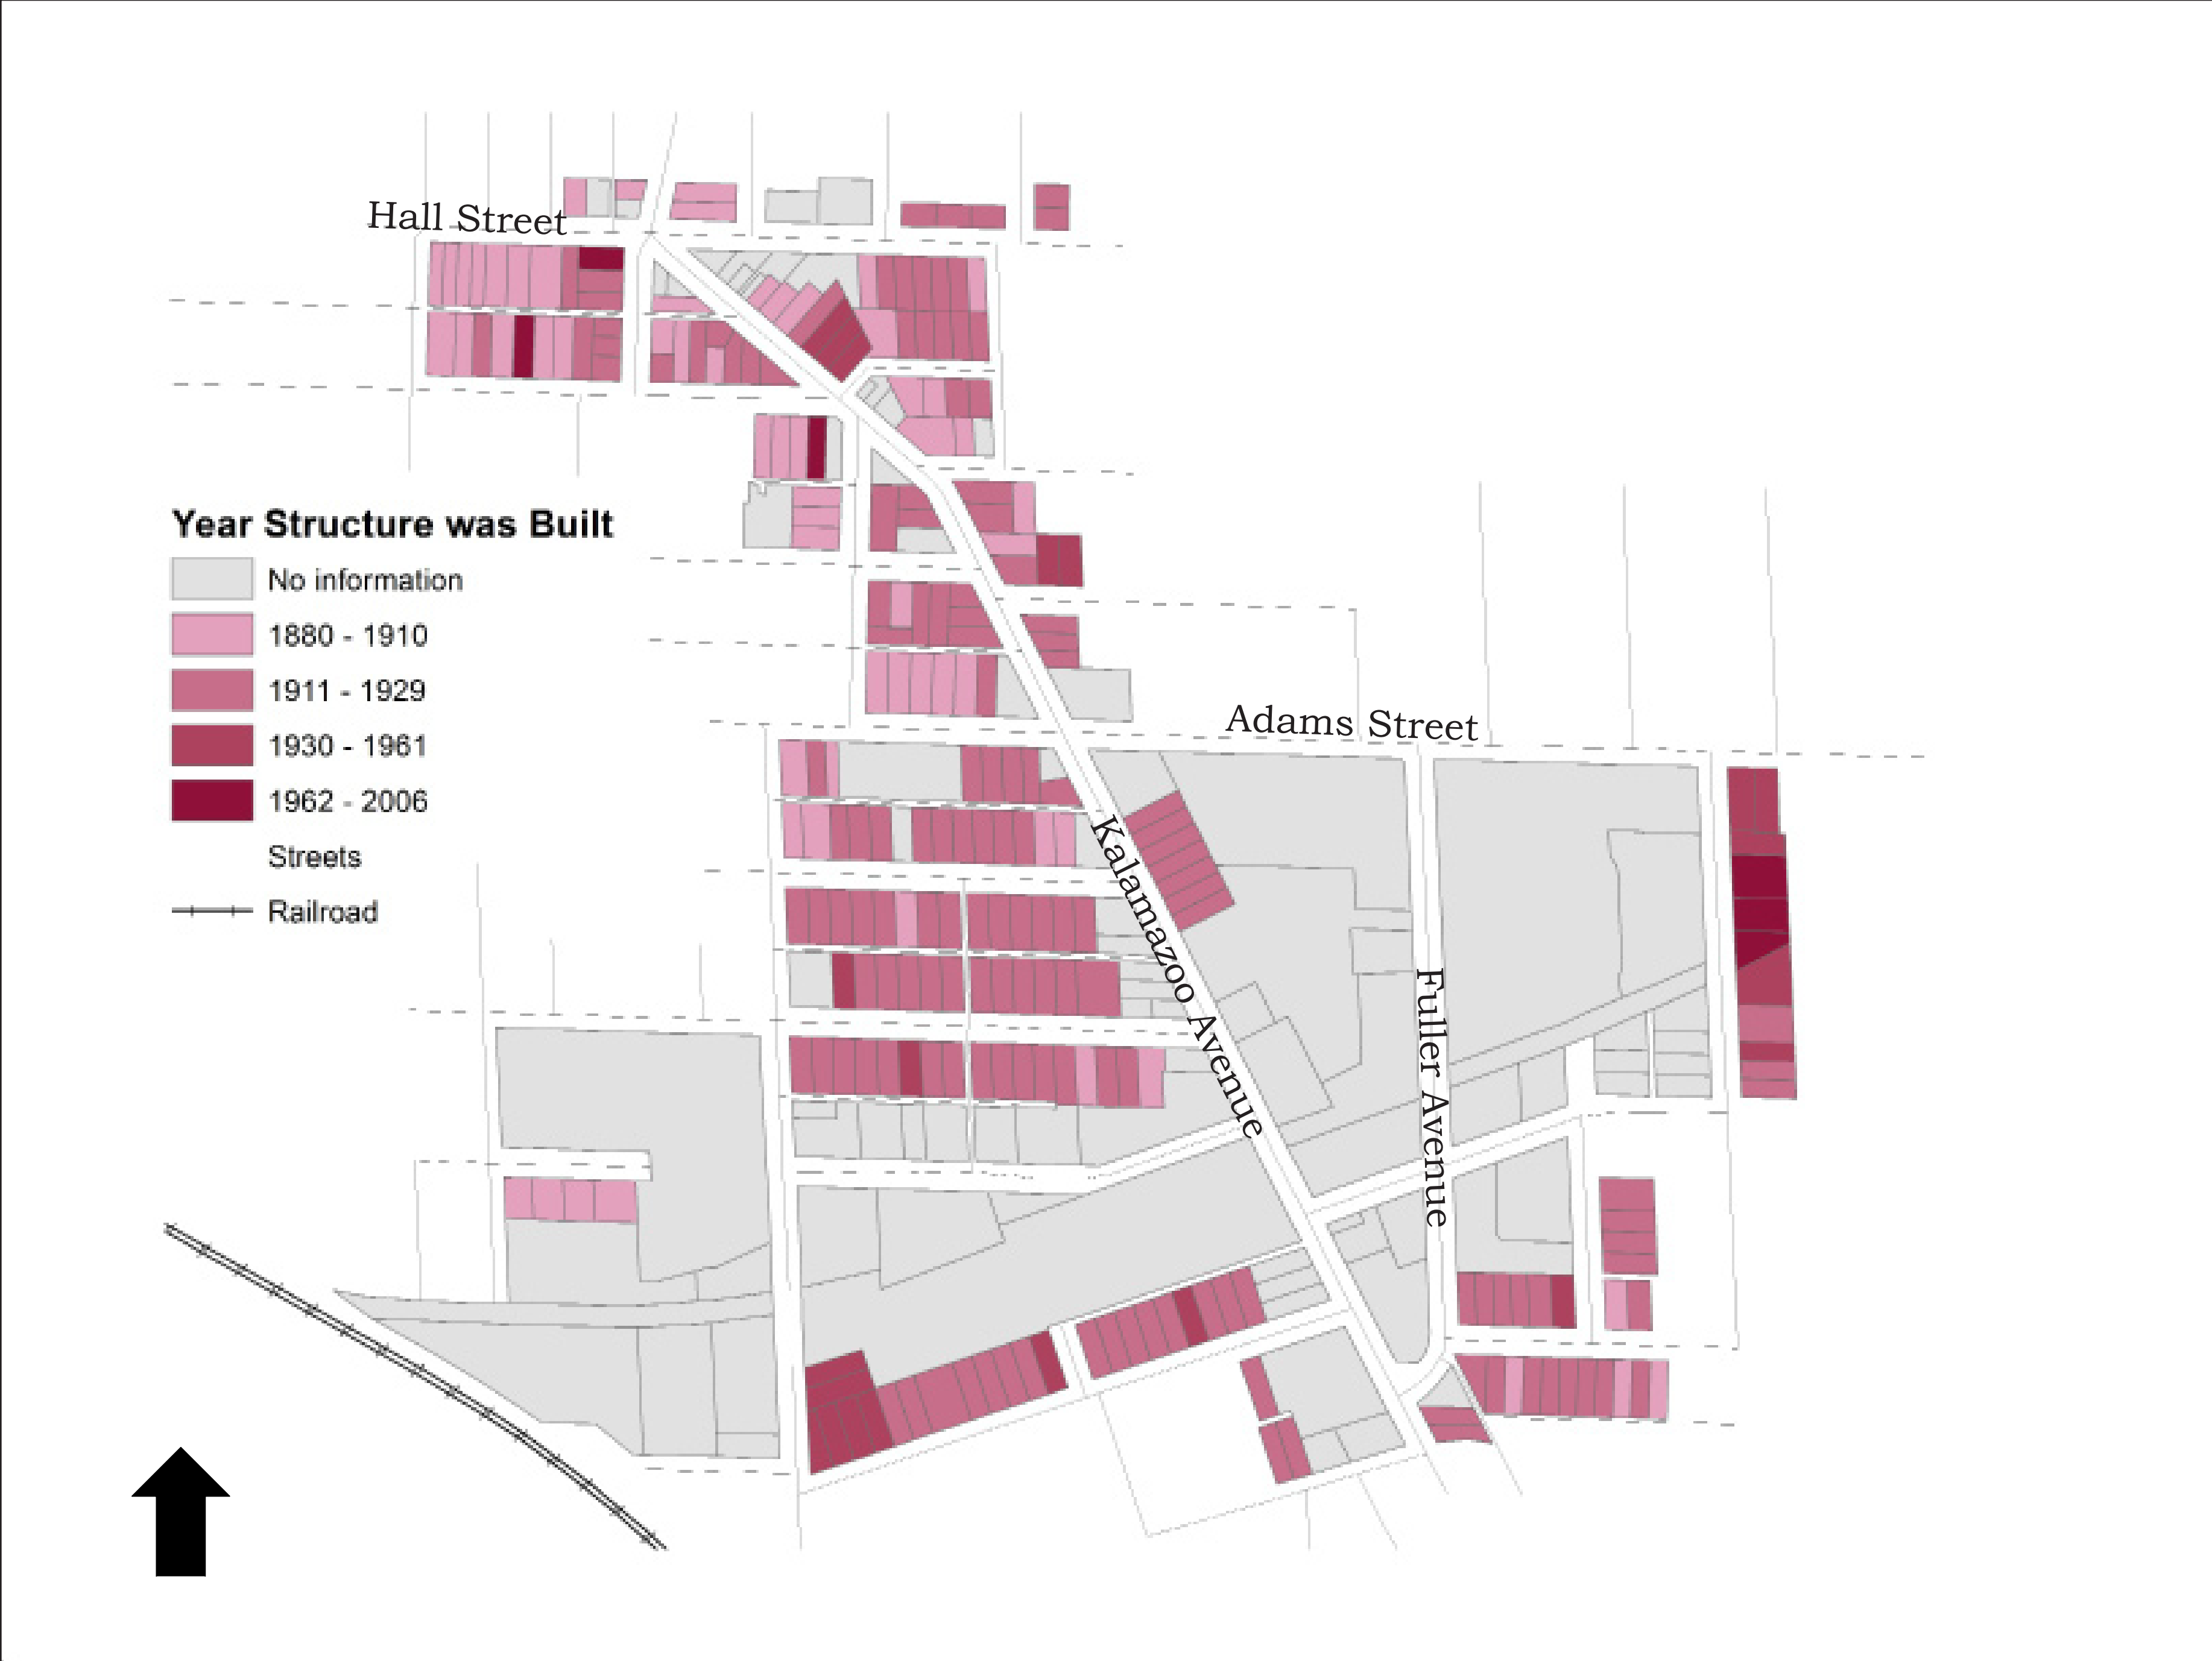 Hall Street
Year Structure was Built
No information
1880 - 1910
1911 - 1929
1930 - 1961
1962 - 2006
Streets
Railroad
Adams Street
Kalamazoo Avenue
Fuller Avenue